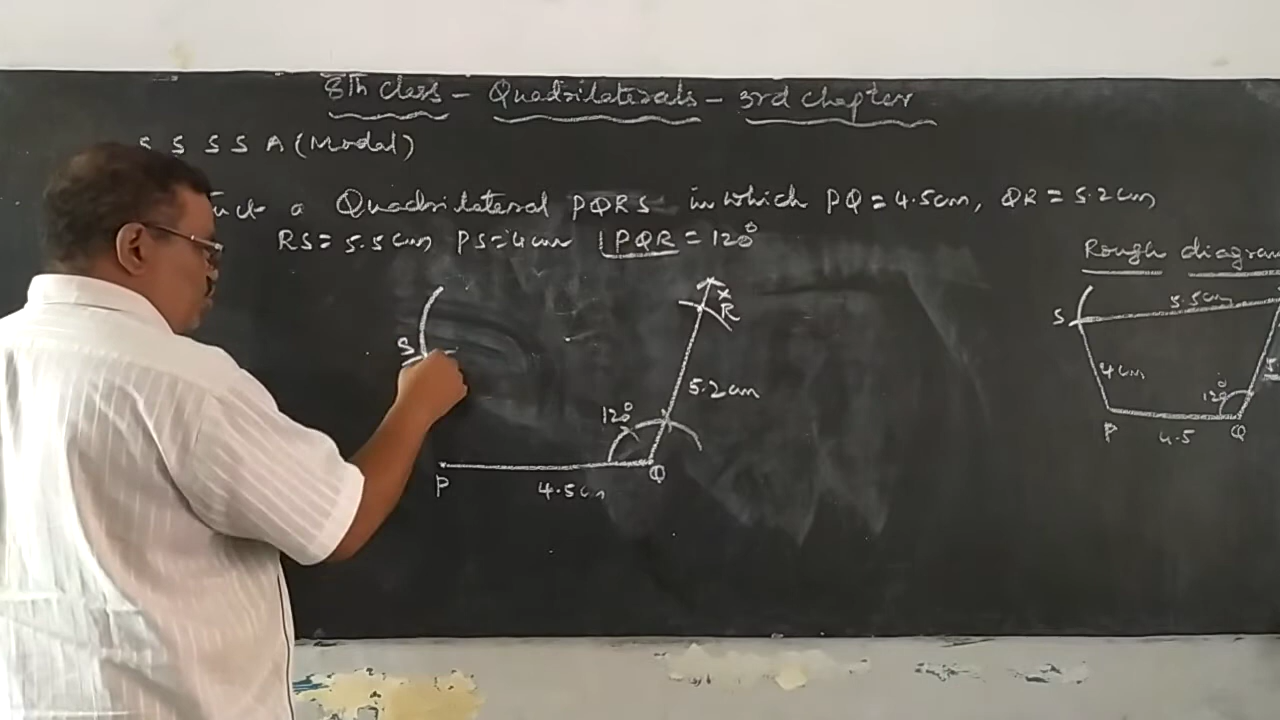 8Th class - Quadrilaterals - 3rd chapter
S S S S A (Model)
a Quadrilateral PQRS in which PQ = 4.5cm, QR = 5.2cm
RS = 5.5cm PS = 4cm ∠PQR = 120°
Rough diagram
S
5.5cm
4cm
120°
P
4.5
Q
S
X
R
5.2cm
120°
P
4.5cm
Q